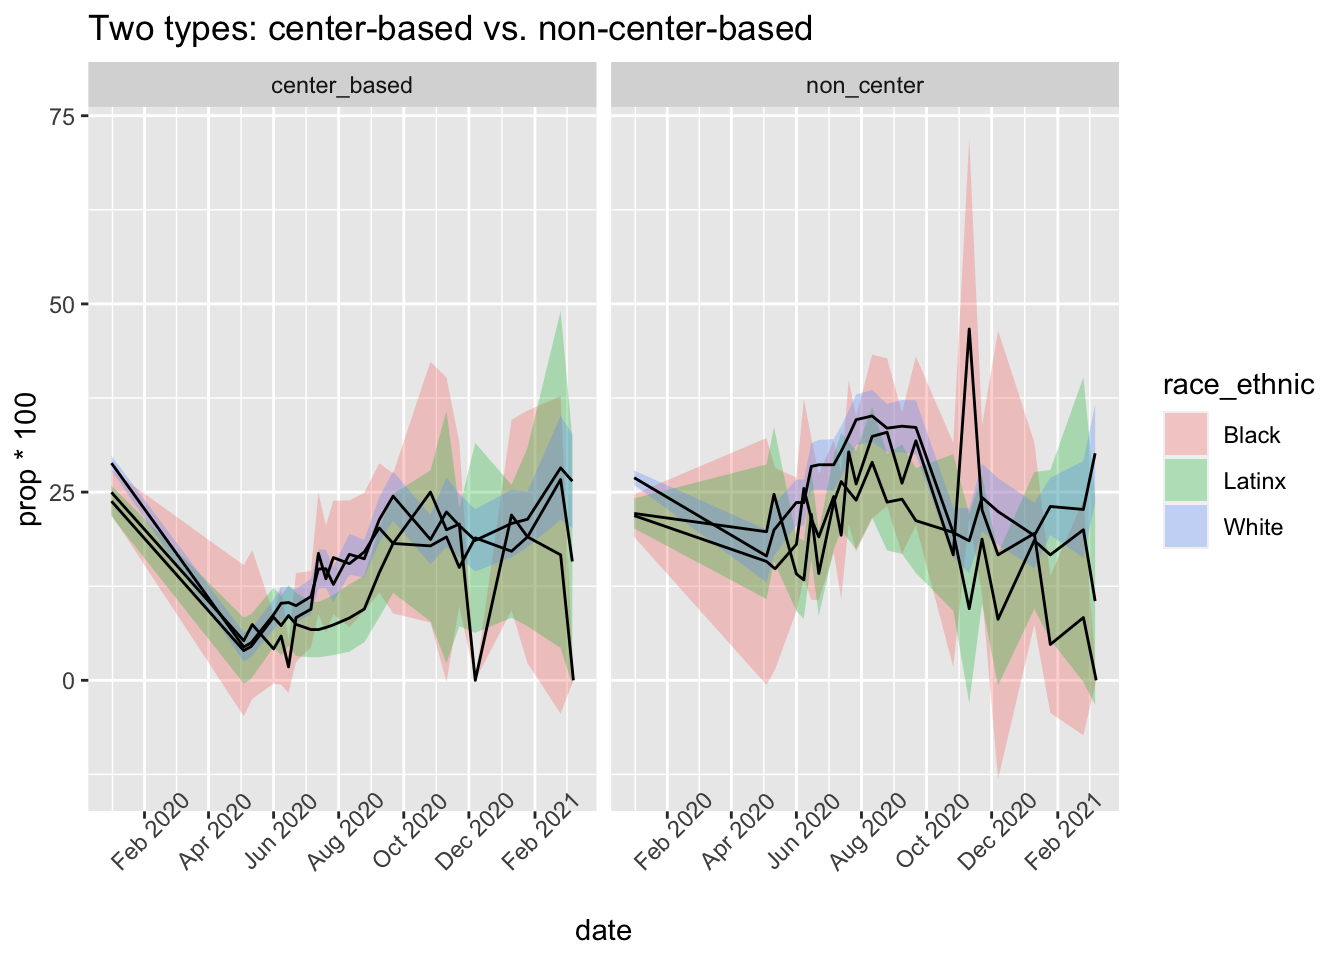 Two types: center-based vs. non-center-based
center_based
non_center
75
50
25
0
prop * 100
Feb 2020
Apr 2020
Jun 2020
Aug 2020
Oct 2020
Dec 2020
Feb 2021
Feb 2020
Apr 2020
Jun 2020
Aug 2020
Oct 2020
Dec 2020
Feb 2021
date
race_ethnic
Black
Latinx
White